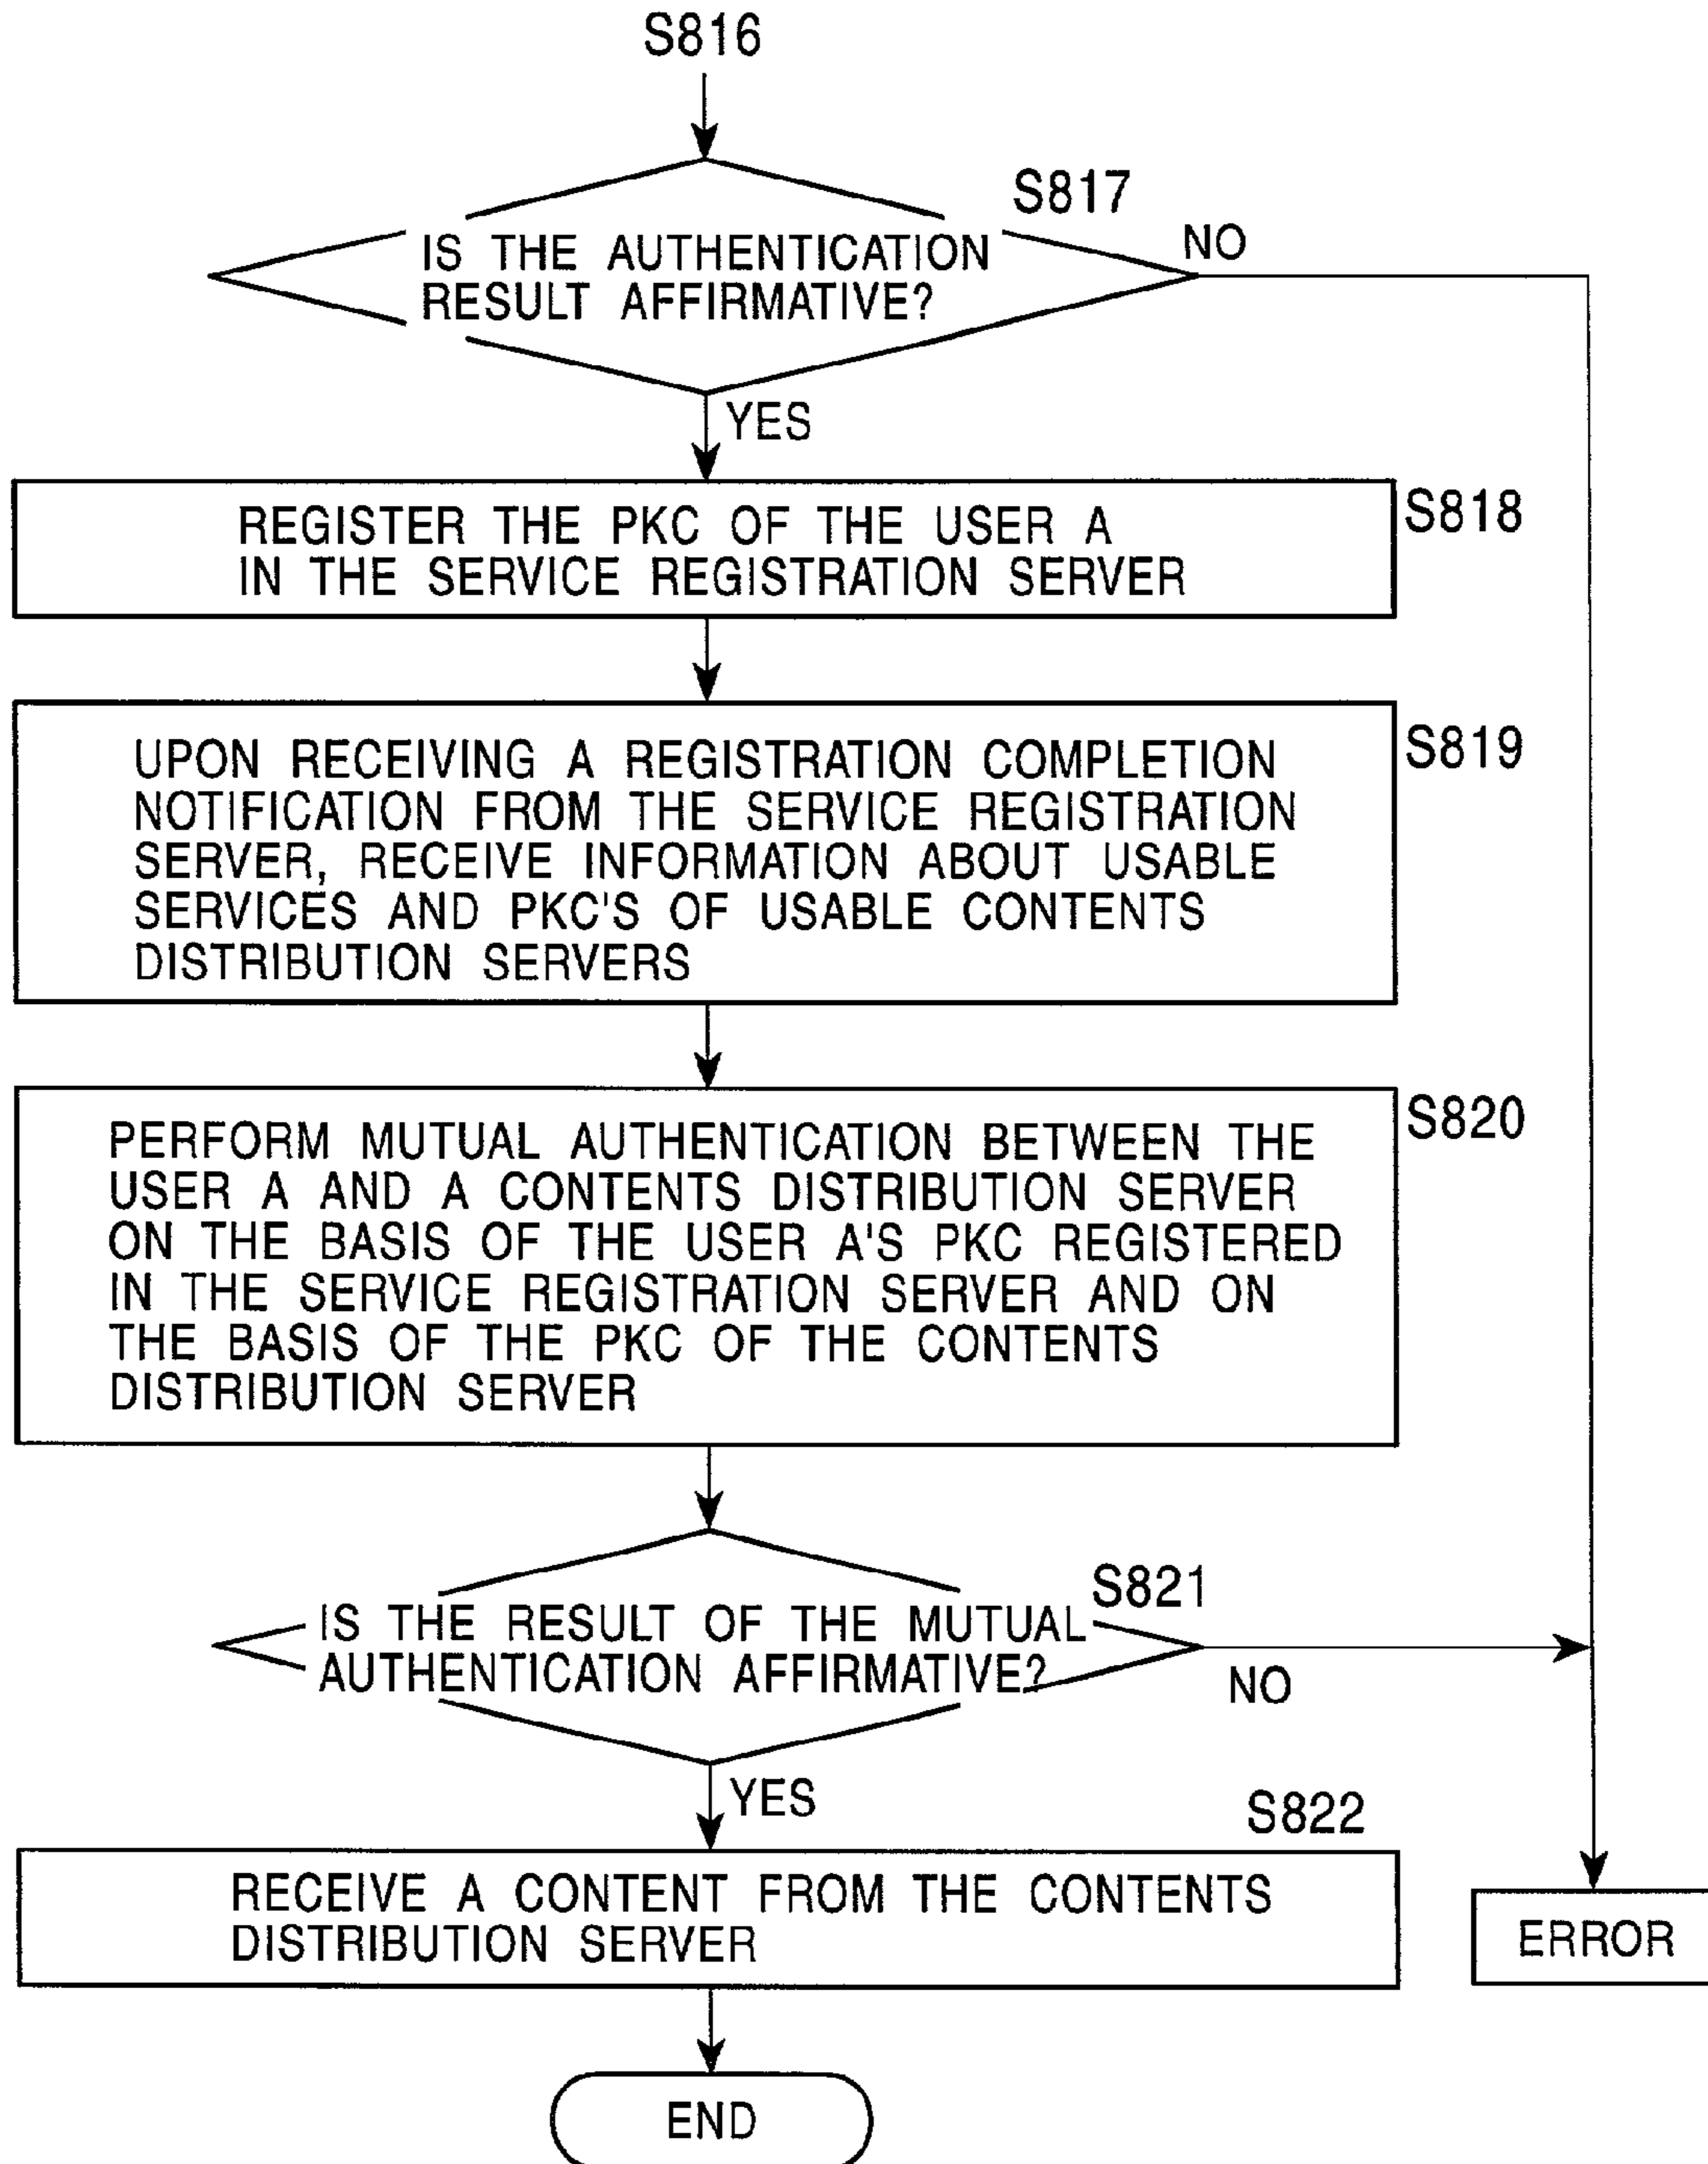 S816
S817
IS THE AUTHENTICATION
RESULT AFFIRMATIVE?
NO
YES
S818
REGISTER THE PKC OF THE USER A
IN THE SERVICE REGISTRATION SERVER
S819
UPON RECEIVING A REGISTRATION COMPLETION
NOTIFICATION FROM THE SERVICE REGISTRATION
SERVER, RECEIVE INFORMATION ABOUT USABLE
SERVICES AND PKC'S OF USABLE CONTENTS
DISTRIBUTION SERVERS
S820
PERFORM MUTUAL AUTHENTICATION BETWEEN THE
USER A AND A CONTENTS DISTRIBUTION SERVER
ON THE BASIS OF THE USER A'S PKC REGISTERED
IN THE SERVICE REGISTRATION SERVER AND ON
THE BASIS OF THE PKC OF THE CONTENTS
DISTRIBUTION SERVER
S821
IS THE RESULT OF THE MUTUAL
AUTHENTICATION AFFIRMATIVE?
NO
YES
S822
RECEIVE A CONTENT FROM THE CONTENTS
DISTRIBUTION SERVER
ERROR
END